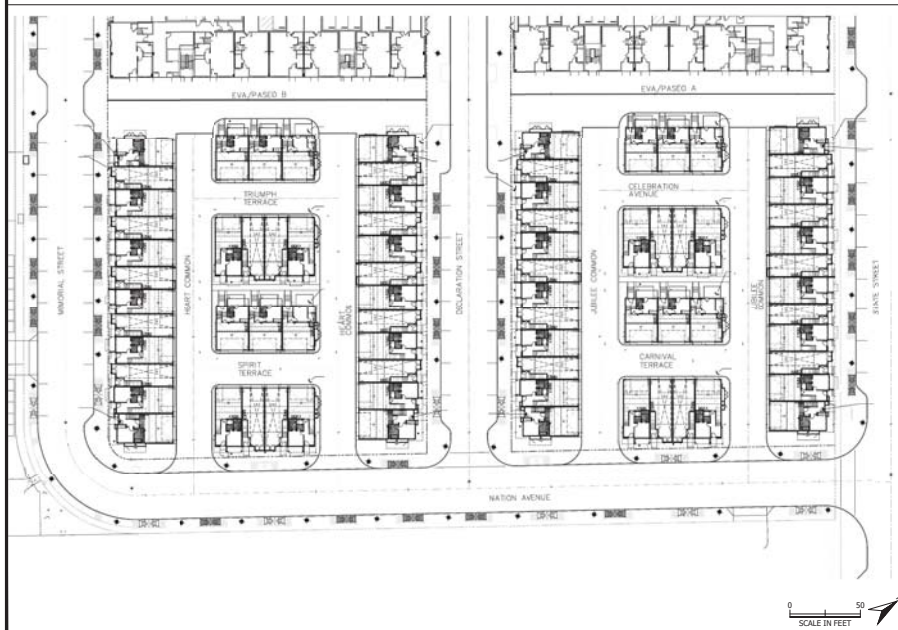 EVA/PASEO B
EVA/PASEO A
TRIUMPH
TERRACE
CELEBRATION
AVENUE
MIMORIAL STREET
HEART COMMON
HEART
COMMON
DECLARATION STREET
JUBILEE COMMON
JUBILEE
COMMON
STATE STREET
SPIRIT
TERRACE
CARNIVAL
TERRACE
NATION AVENUE
0 50
SCALE IN FEET